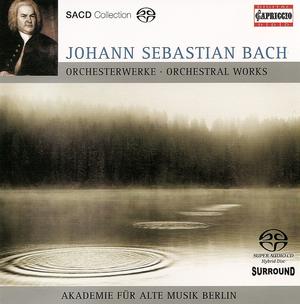 SACD Collection
CAPRICCIO
JOHANN SEBASTIAN BACH
ORCHESTERWERKE · ORCHESTRAL WORKS
SUPER AUDIO CD
Hybrid Disc
SURROUND
AKADEMIE FÜR ALTE MUSIK BERLIN